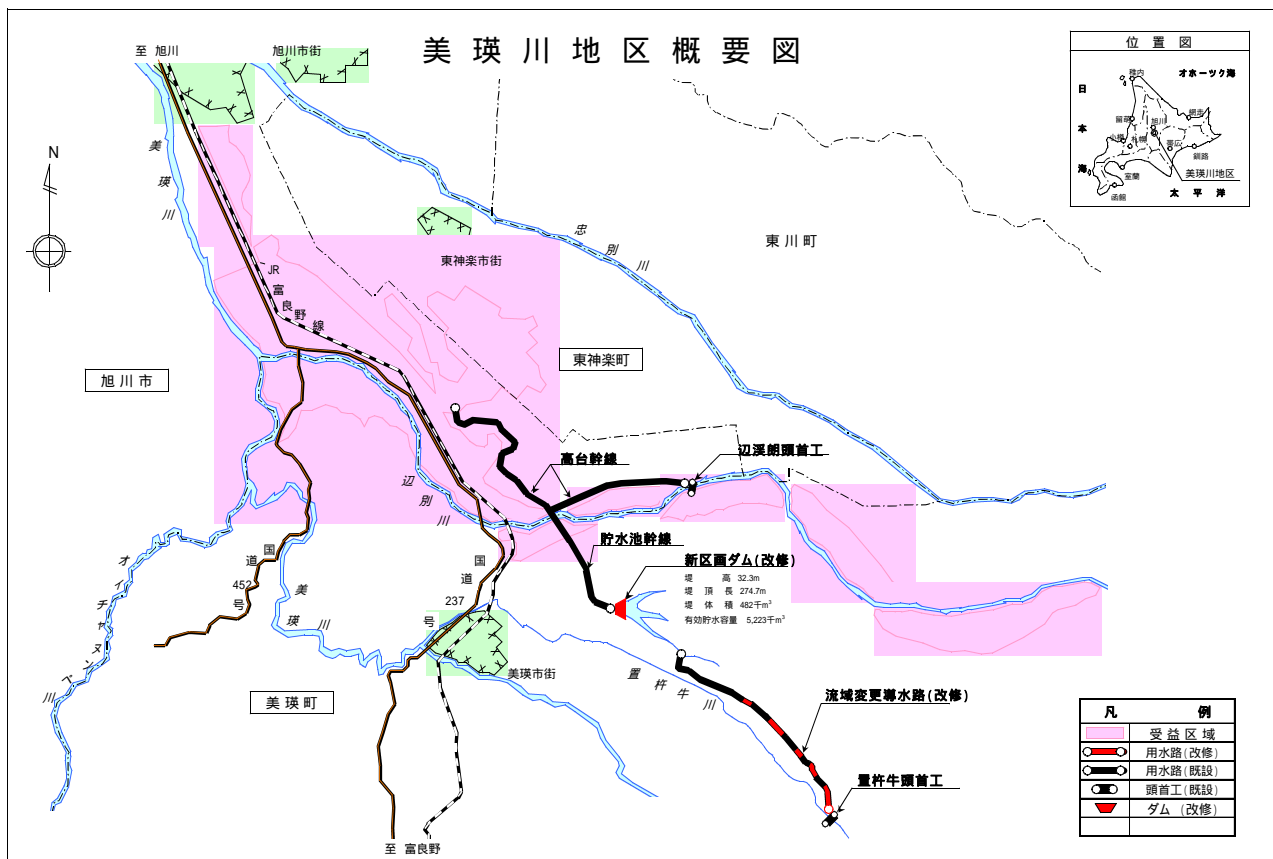 美瑛川地区概要図
至 旭川
旭川市街
位置図
オホーツク海
日本海
稚内
網走
留萌
旭川
小樽
札幌
帯広
釧路
室蘭
函館
美瑛川地区
太平洋
N
美瑛川
忠別川
東川町
東神楽市街
JR富良野線
東神楽町
旭川市
高台幹線
辺渓朗頭首工
辺別川
貯水池幹線
新区画ダム(改修)
堤高 32.3m
堤頂長 274.7m
堤体積 482千m³
有効貯水容量 5,223千m³
オイチャヌンベ川
国道452号
美瑛川
国道237号
美瑛市街
置杵牛川
美瑛町
流域変更導水路(改修)
置杵牛頭首工
至 富良野
凡例
受益区域
用水路(改修)
用水路(既設)
頭首工(既設)
ダム (改修)